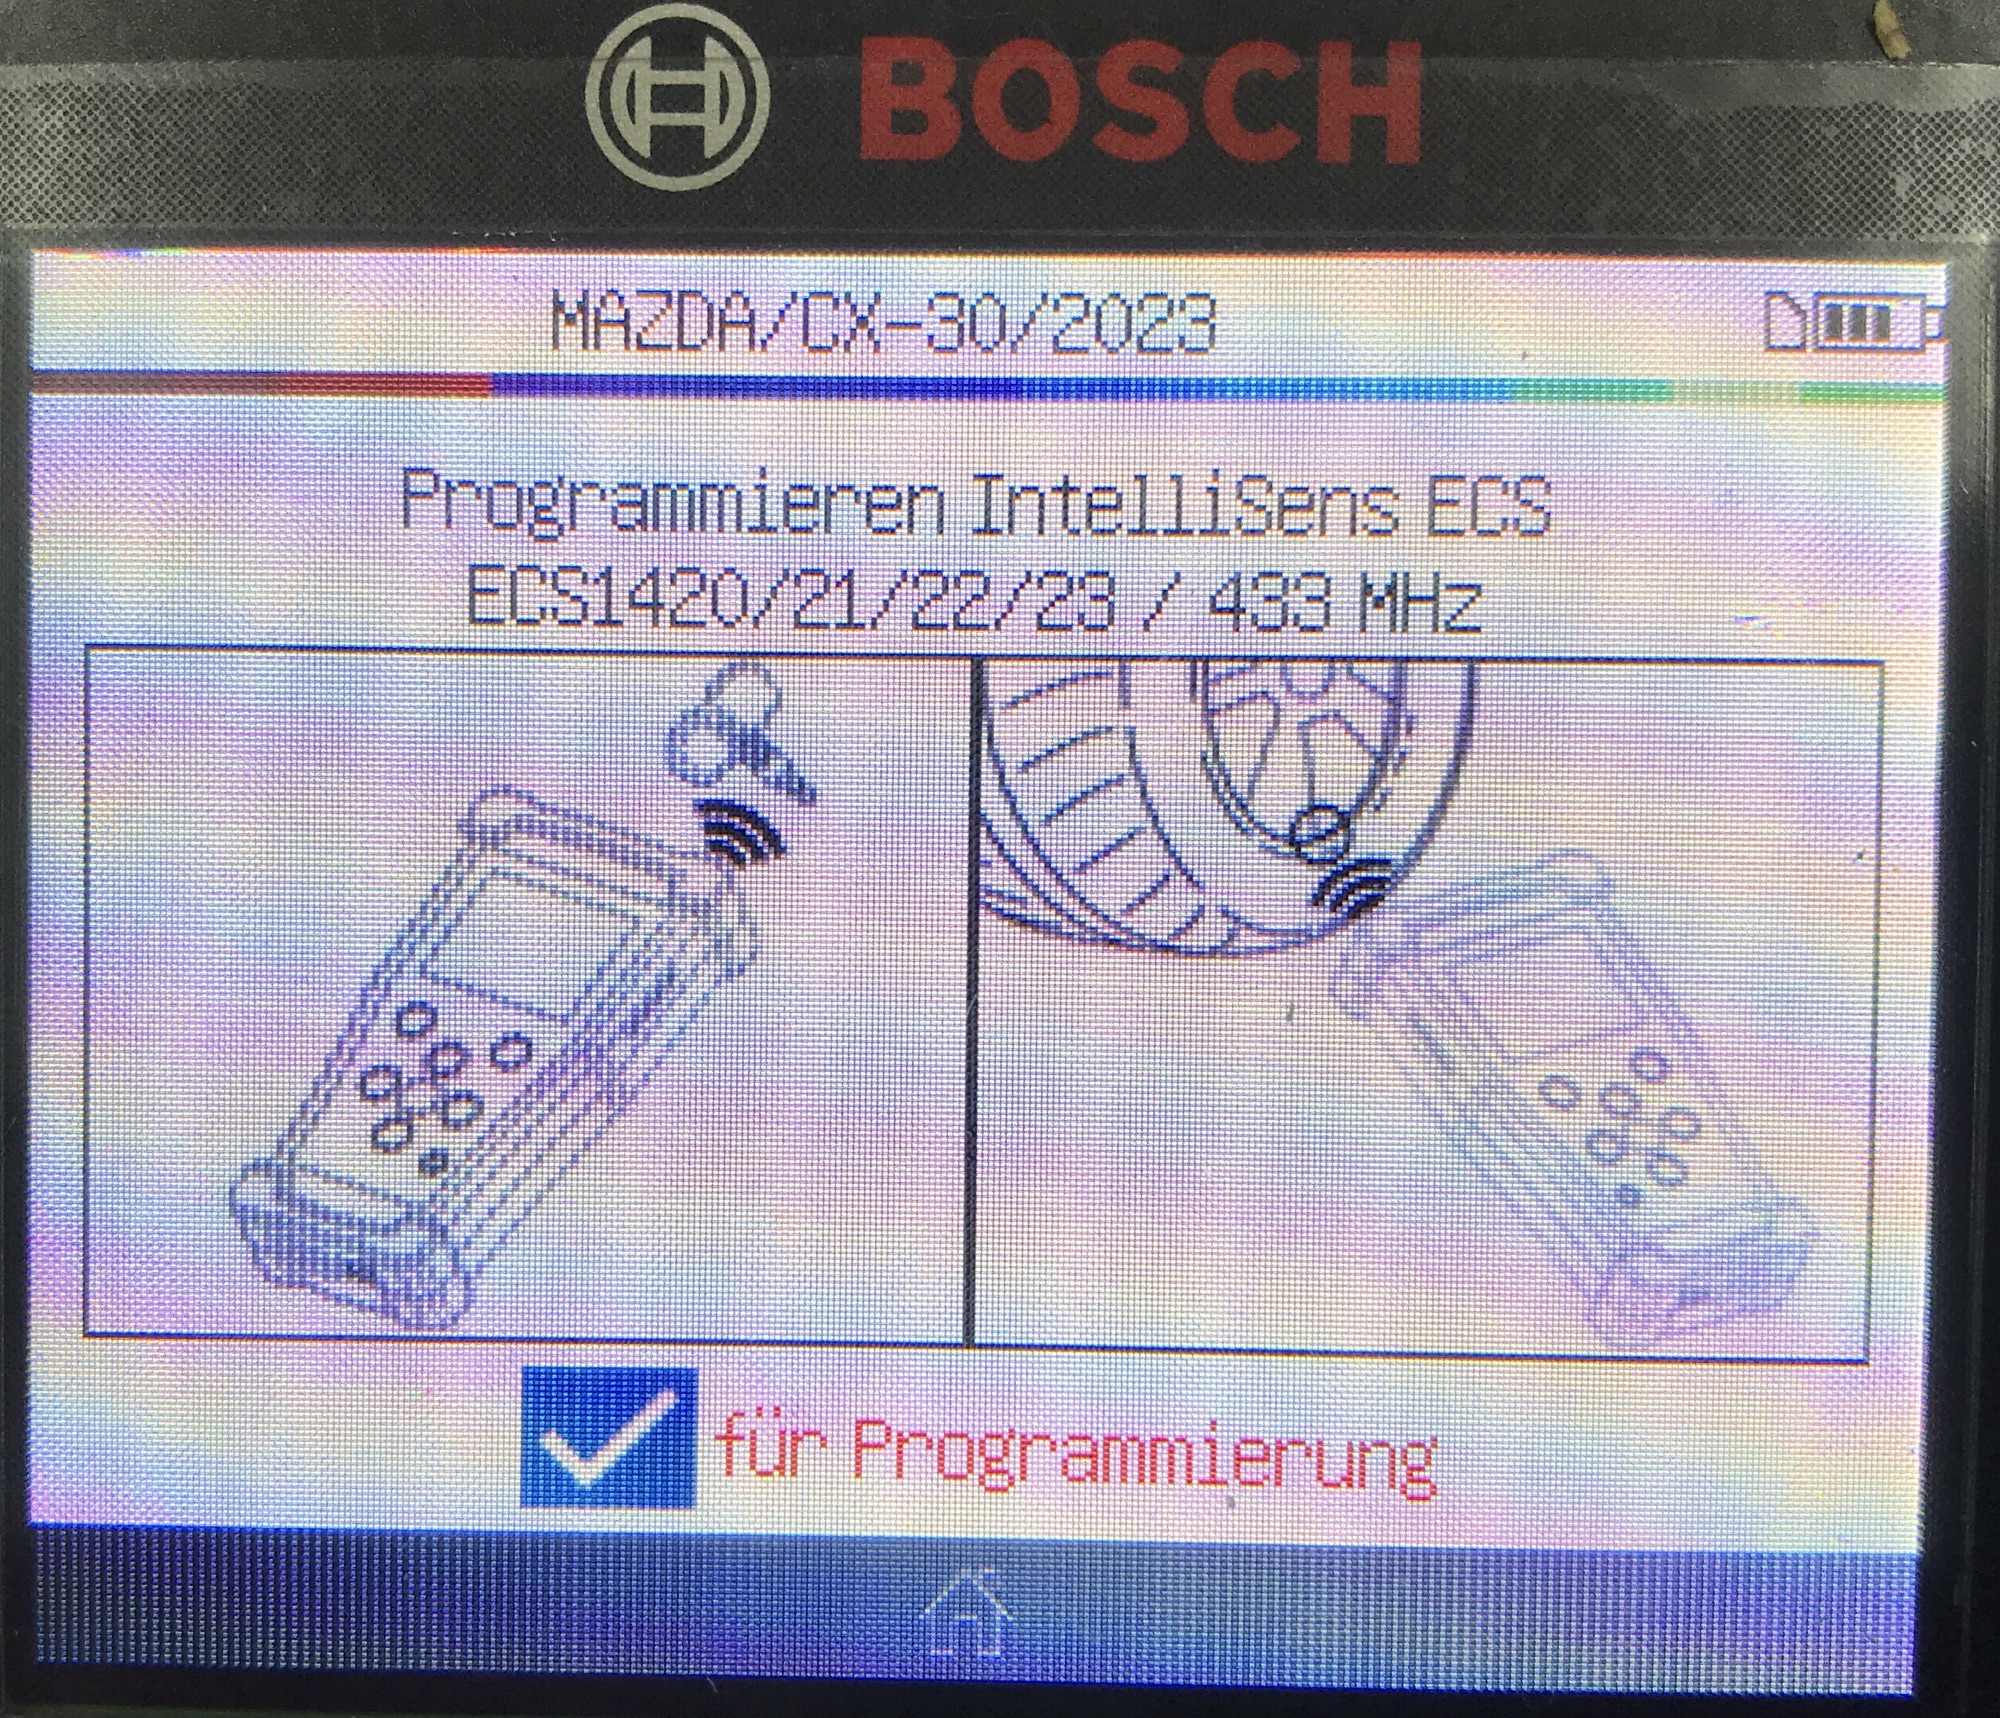 BOSCH
MAZDA/CX-30/2023
Programmieren IntelliSens ECS
ECS1420/21/22/23 / 433 MHz
für Programmierung